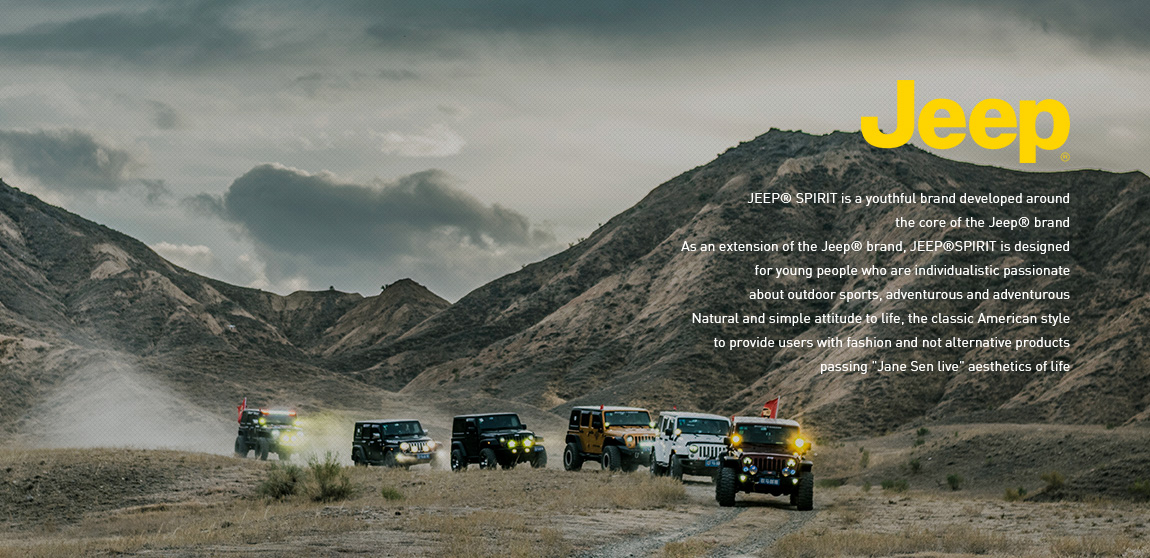 Jeep®
JEEP® SPIRIT is a youthful brand developed around
the core of the Jeep® brand
As an extension of the Jeep® brand, JEEP®SPIRIT is designed
for young people who are individualistic passionate
about outdoor sports, adventurous and adventurous
Natural and simple attitude to life, the classic American style
to provide users with fashion and not alternative products
passing "Jane Sen live" aesthetics of life